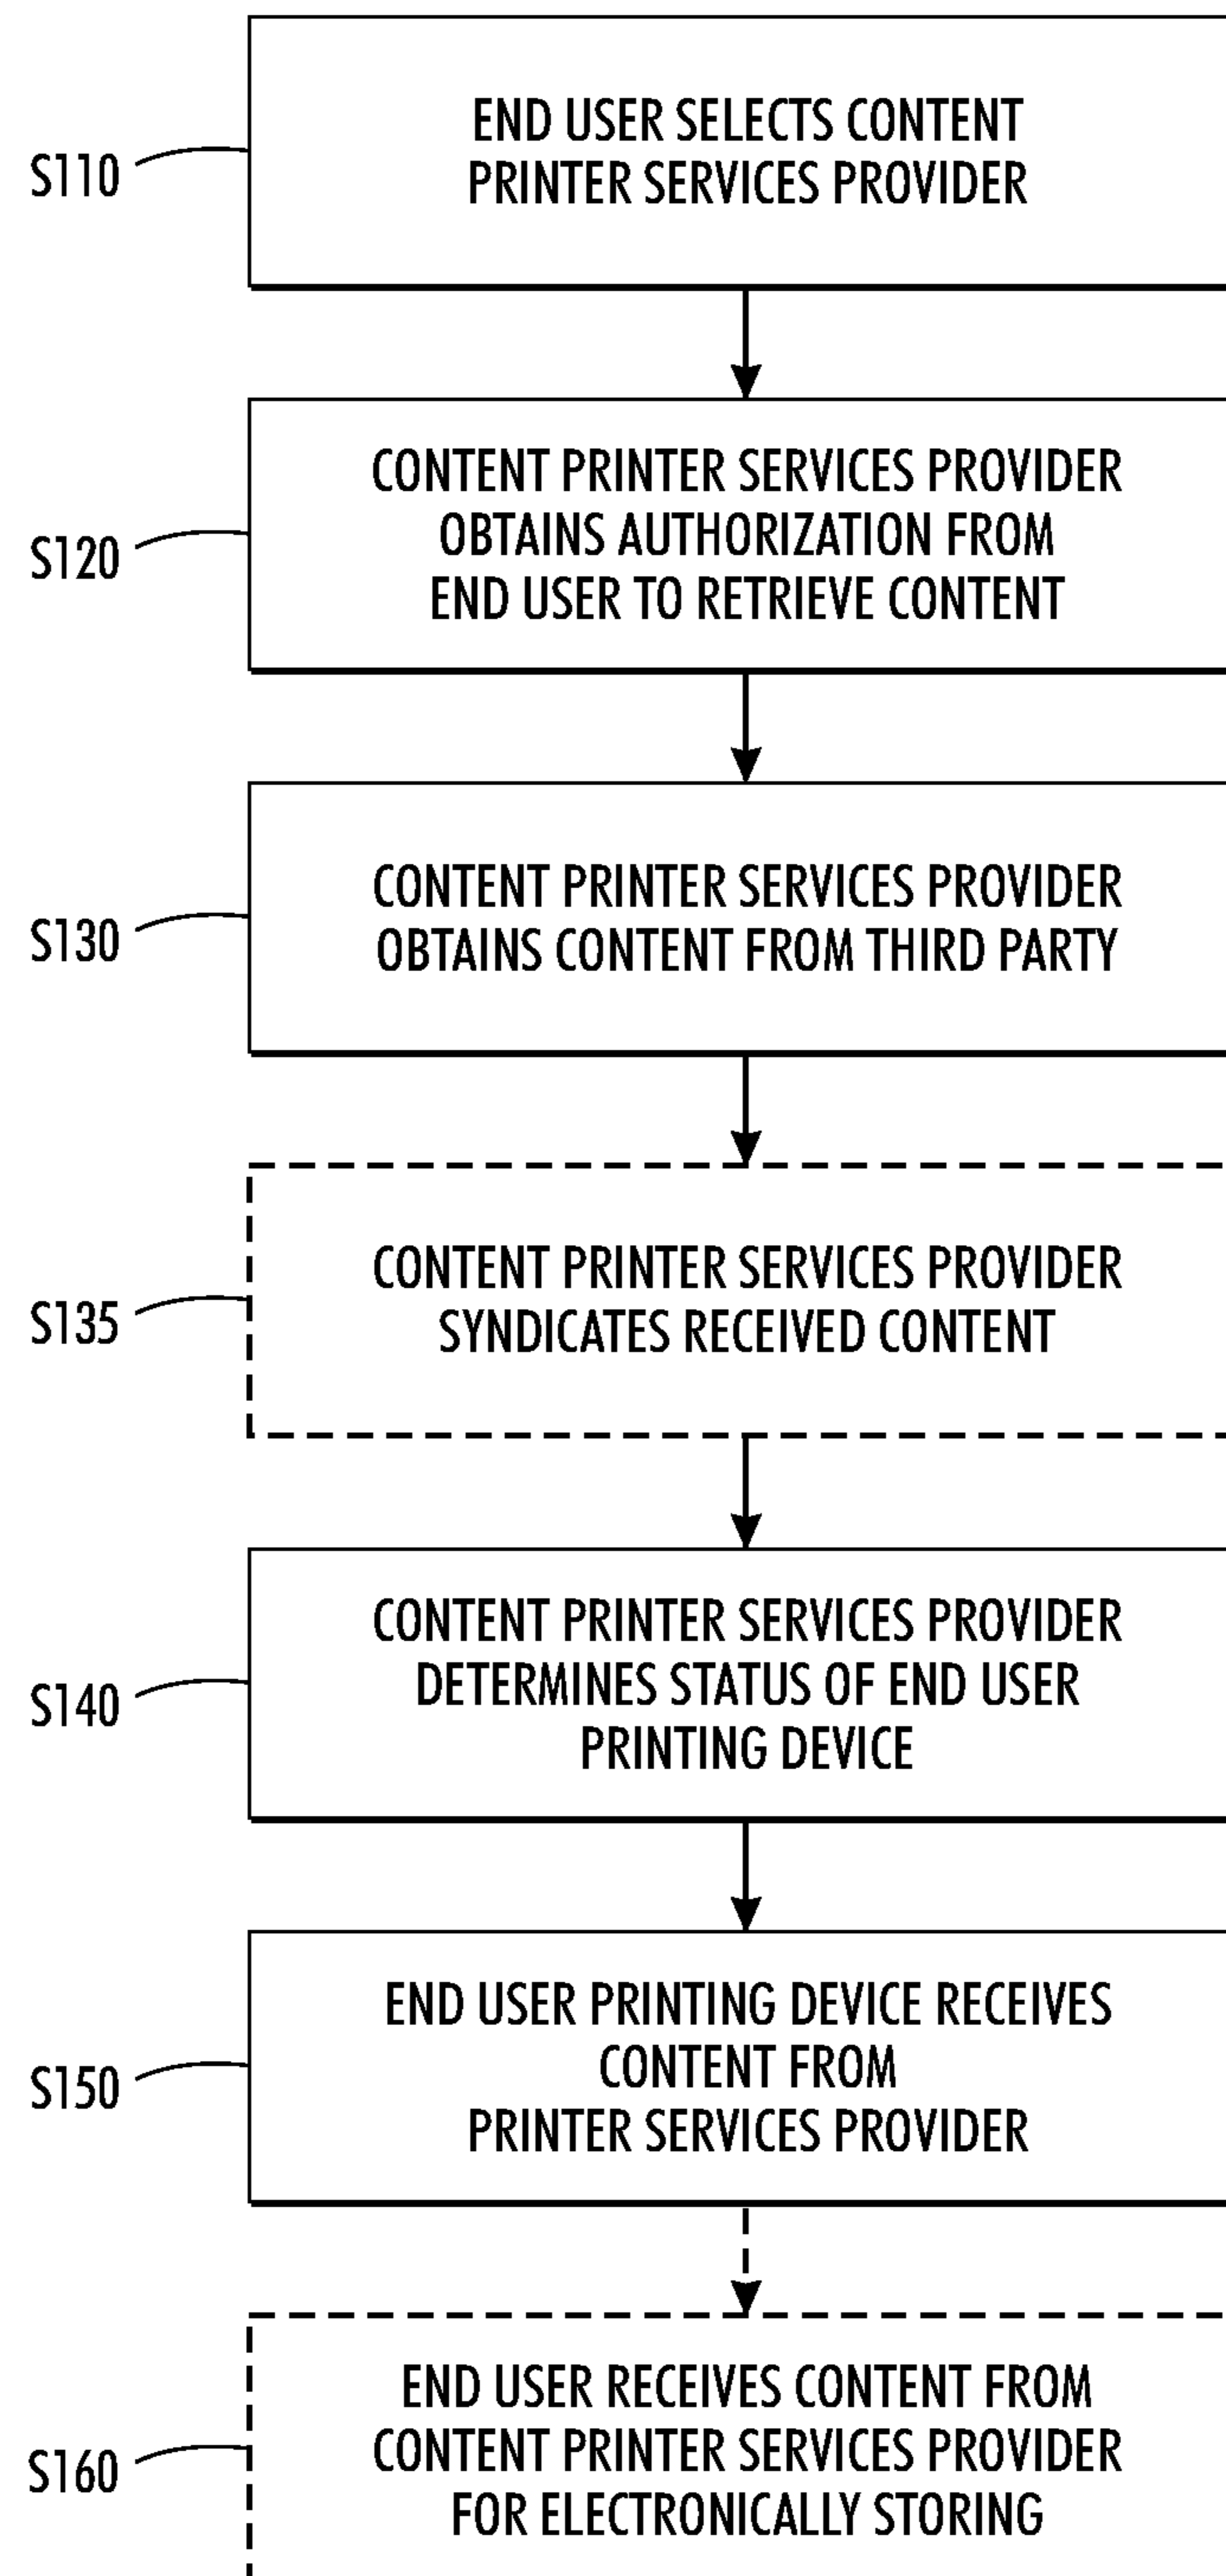 S110
END USER SELECTS CONTENT
PRINTER SERVICES PROVIDER
S120
CONTENT PRINTER SERVICES PROVIDER
OBTAINS AUTHORIZATION FROM
END USER TO RETRIEVE CONTENT
S130
CONTENT PRINTER SERVICES PROVIDER
OBTAINS CONTENT FROM THIRD PARTY
S135
CONTENT PRINTER SERVICES PROVIDER
SYNDICATES RECEIVED CONTENT
S140
CONTENT PRINTER SERVICES PROVIDER
DETERMINES STATUS OF END USER
PRINTING DEVICE
S150
END USER PRINTING DEVICE RECEIVES
CONTENT FROM
PRINTER SERVICES PROVIDER
S160
END USER RECEIVES CONTENT FROM
CONTENT PRINTER SERVICES PROVIDER
FOR ELECTRONICALLY STORING